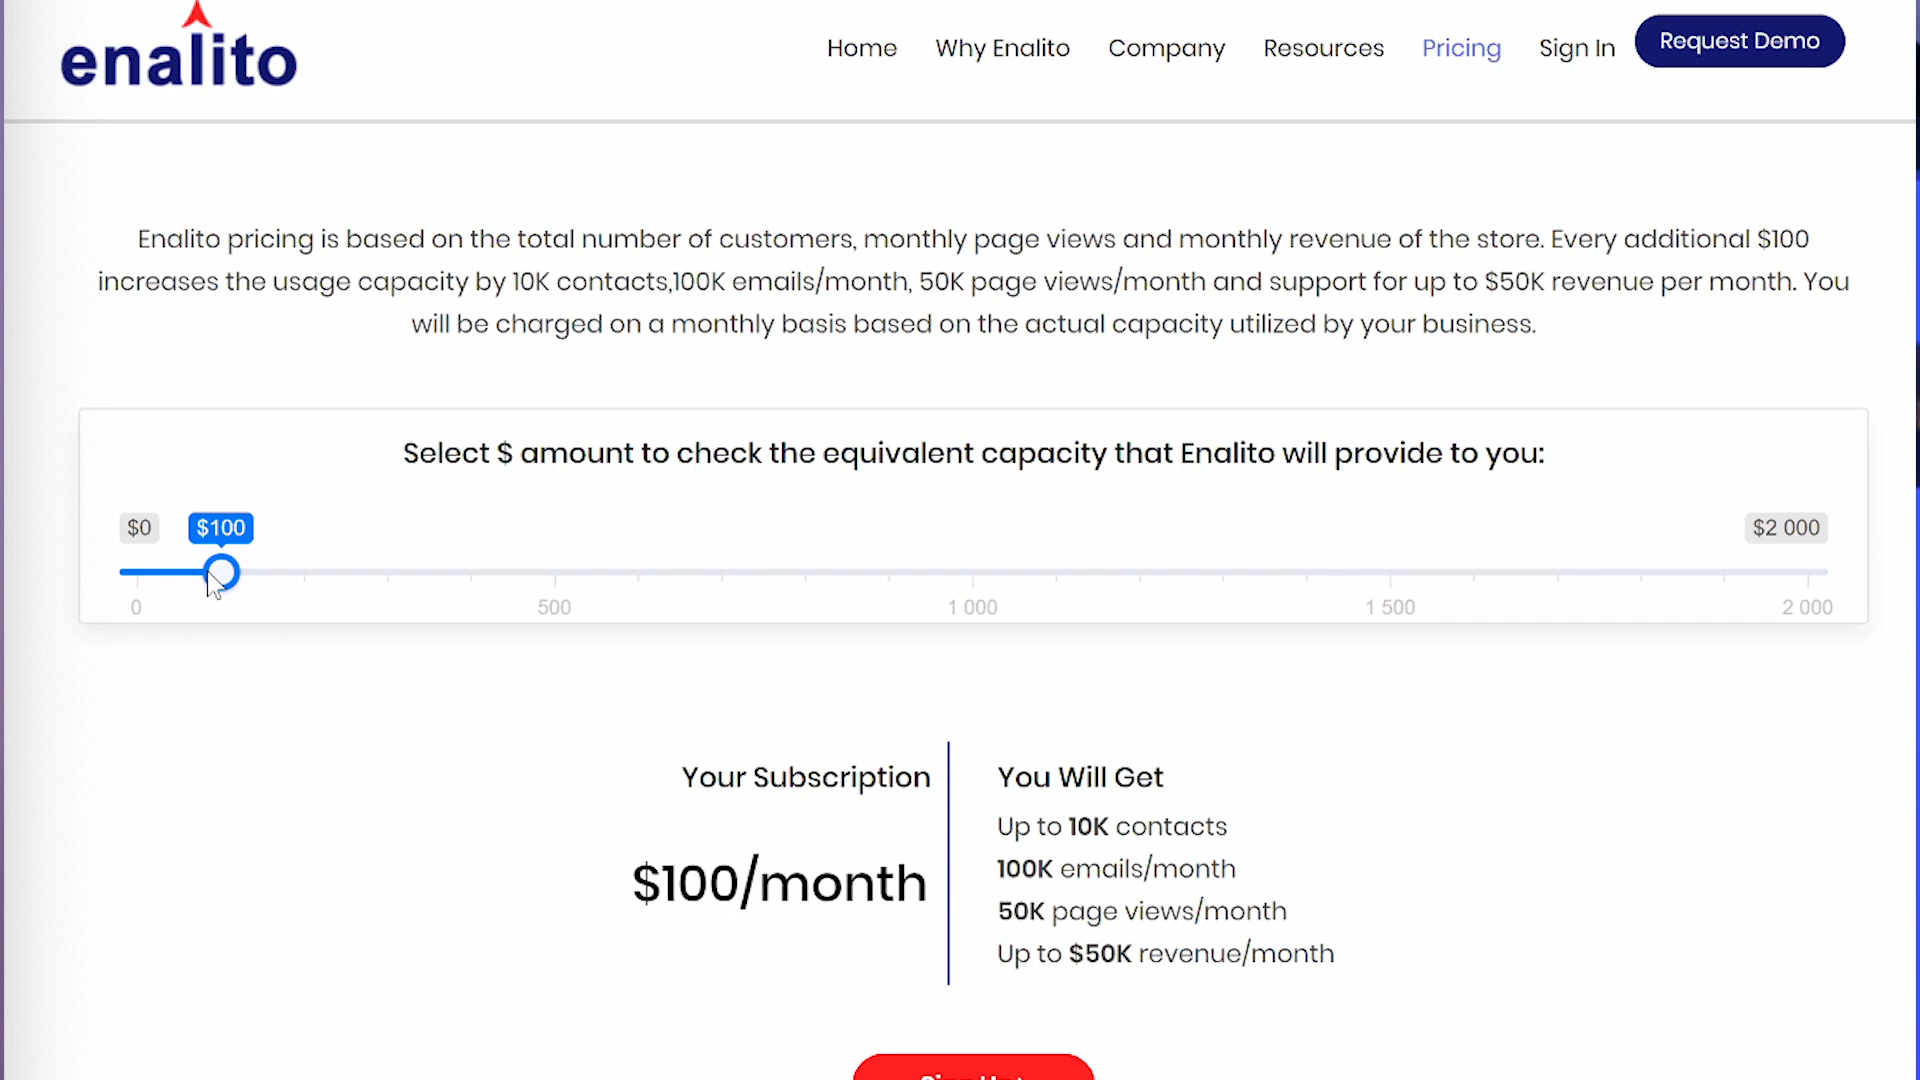 enalito
Home Why Enalito Company Resources Pricing Sign In Request Demo
Enalito pricing is based on the total number of customers, monthly page views and monthly revenue of the store. Every additional $100
increases the usage capacity by 10K contacts,100K emails/month, 50K page views/month and support for up to $50K revenue per month. You
will be charged on a monthly basis based on the actual capacity utilized by your business.
Select $ amount to check the equivalent capacity that Enalito will provide to you:
$0 $100 $2 000
0 500 1 000 1 500 2 000
Your Subscription
$100/month
You Will Get
Up to 10K contacts
100K emails/month
50K page views/month
Up to $50K revenue/month